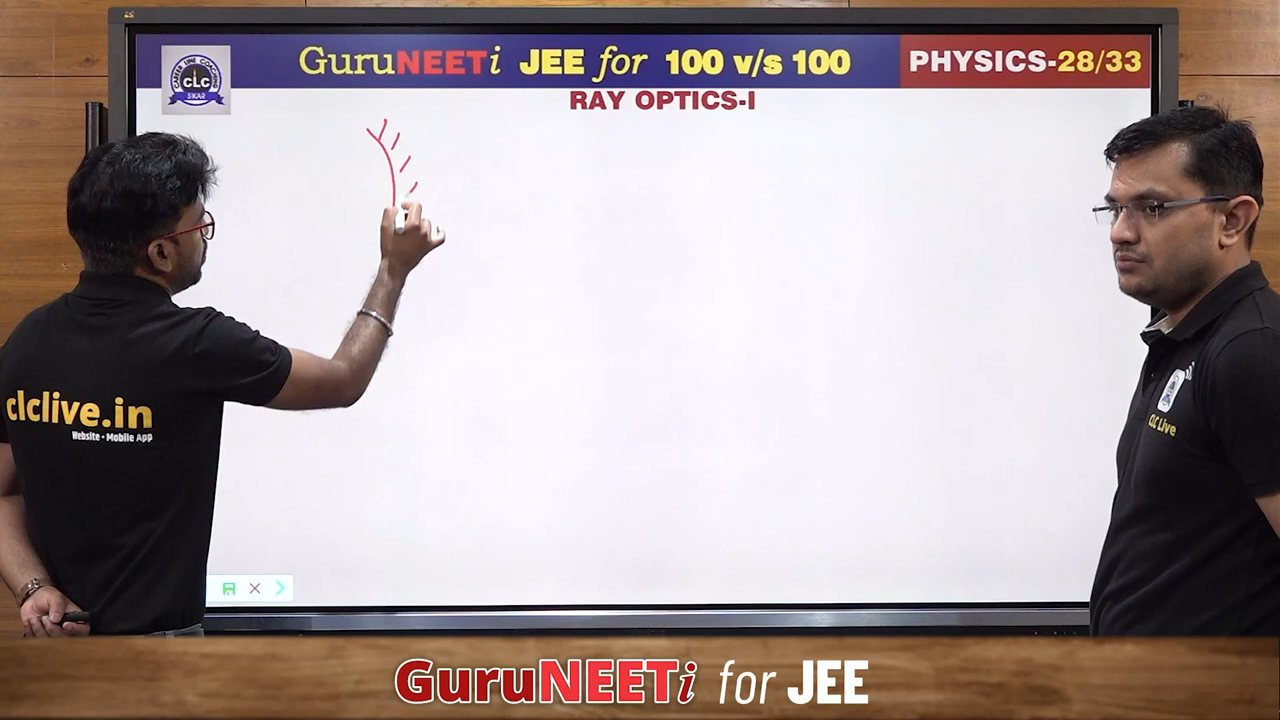 GuruNEETi JEE for 100 v/s 100
PHYSICS-28/33
RAY OPTICS-I
CAREER LINE COACHING
CLC
SIKAR
clclive.in
Website • Mobile App
CLC Live
GuruNEETi for JEE